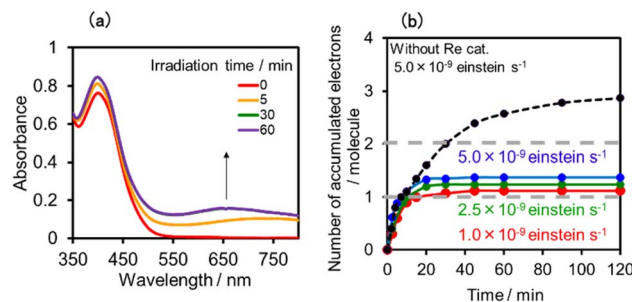 (a)
1
0.8
0.6
0.4
0.2
0
Absorbance
Irradiation time / min
0
5
30
60
350
450
550
650
750
Wavelength / nm
(b)
4
3
2
1
0
Number of accumulated electrons
/ molecule
Without Re cat.
5.0×10⁻⁹ einstein s⁻¹
5.0×10⁻⁹ einstein s⁻¹
2.5×10⁻⁹ einstein s⁻¹
1.0×10⁻⁹ einstein s⁻¹
0
20
40
60
80
100
120
Time / min